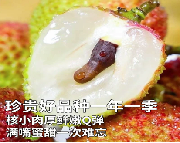 珍贵好品种一年一季
核小肉厚鲜嫩Q弹
满嘴蜜甜一次难忘